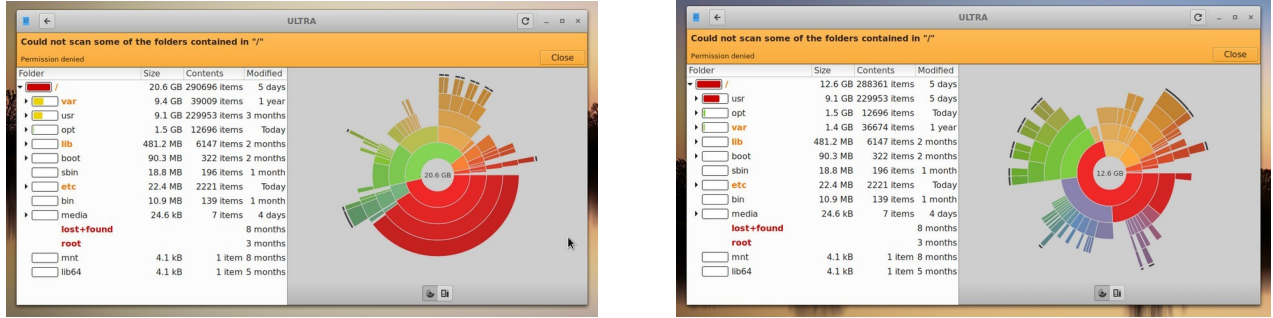 ULTRA
Could not scan some of the folders contained in "/"
Permission denied
Close
Folder Size Contents Modified
/ 20.6 GB 290696 items 5 days
var 9.4 GB 39009 items 1 year
usr 9.1 GB 229953 items 3 months
opt 1.5 GB 12696 items Today
lib 481.2 MB 6147 items 2 months
boot 90.3 MB 322 items 2 months
sbin 18.8 MB 196 items 1 month
etc 22.4 MB 2221 items Today
bin 10.9 MB 139 items 1 month
media 24.6 kB 7 items 4 days
lost+found 8 months
root 3 months
mnt 4.1 kB 1 item 8 months
lib64 4.1 kB 1 item 5 months
20.6 GB
ULTRA
Could not scan some of the folders contained in "/"
Permission denied
Close
Folder Size Contents Modified
/ 12.6 GB 288361 items 5 days
usr 9.1 GB 229953 items 5 days
opt 1.5 GB 12696 items Today
var 1.4 GB 36674 items 1 year
lib 481.2 MB 6147 items 2 months
boot 90.3 MB 322 items 2 months
sbin 18.8 MB 196 items 1 month
etc 22.4 MB 2221 items Today
bin 10.9 MB 139 items 1 month
media 24.6 kB 7 items 4 days
lost+found 8 months
root 3 months
mnt 4.1 kB 1 item 8 months
lib64 4.1 kB 1 item 5 months
12.6 GB